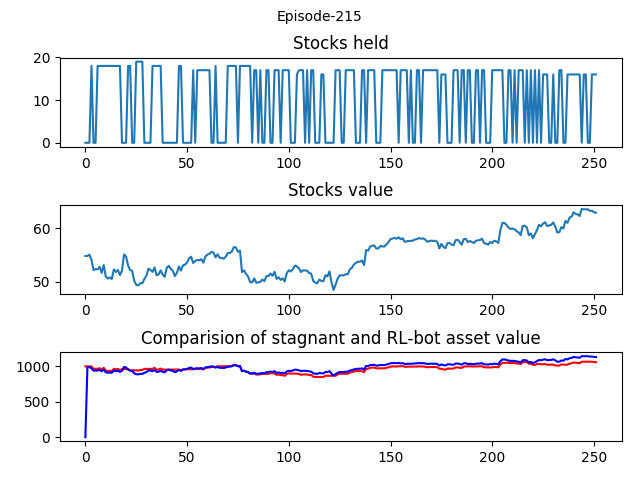 Episode-215
Stocks held
20
10
0
0 50 100 150 200 250
Stocks value
60
50
0 50 100 150 200 250
Comparision of stagnant and RL-bot asset value
1000
500
0
0 50 100 150 200 250